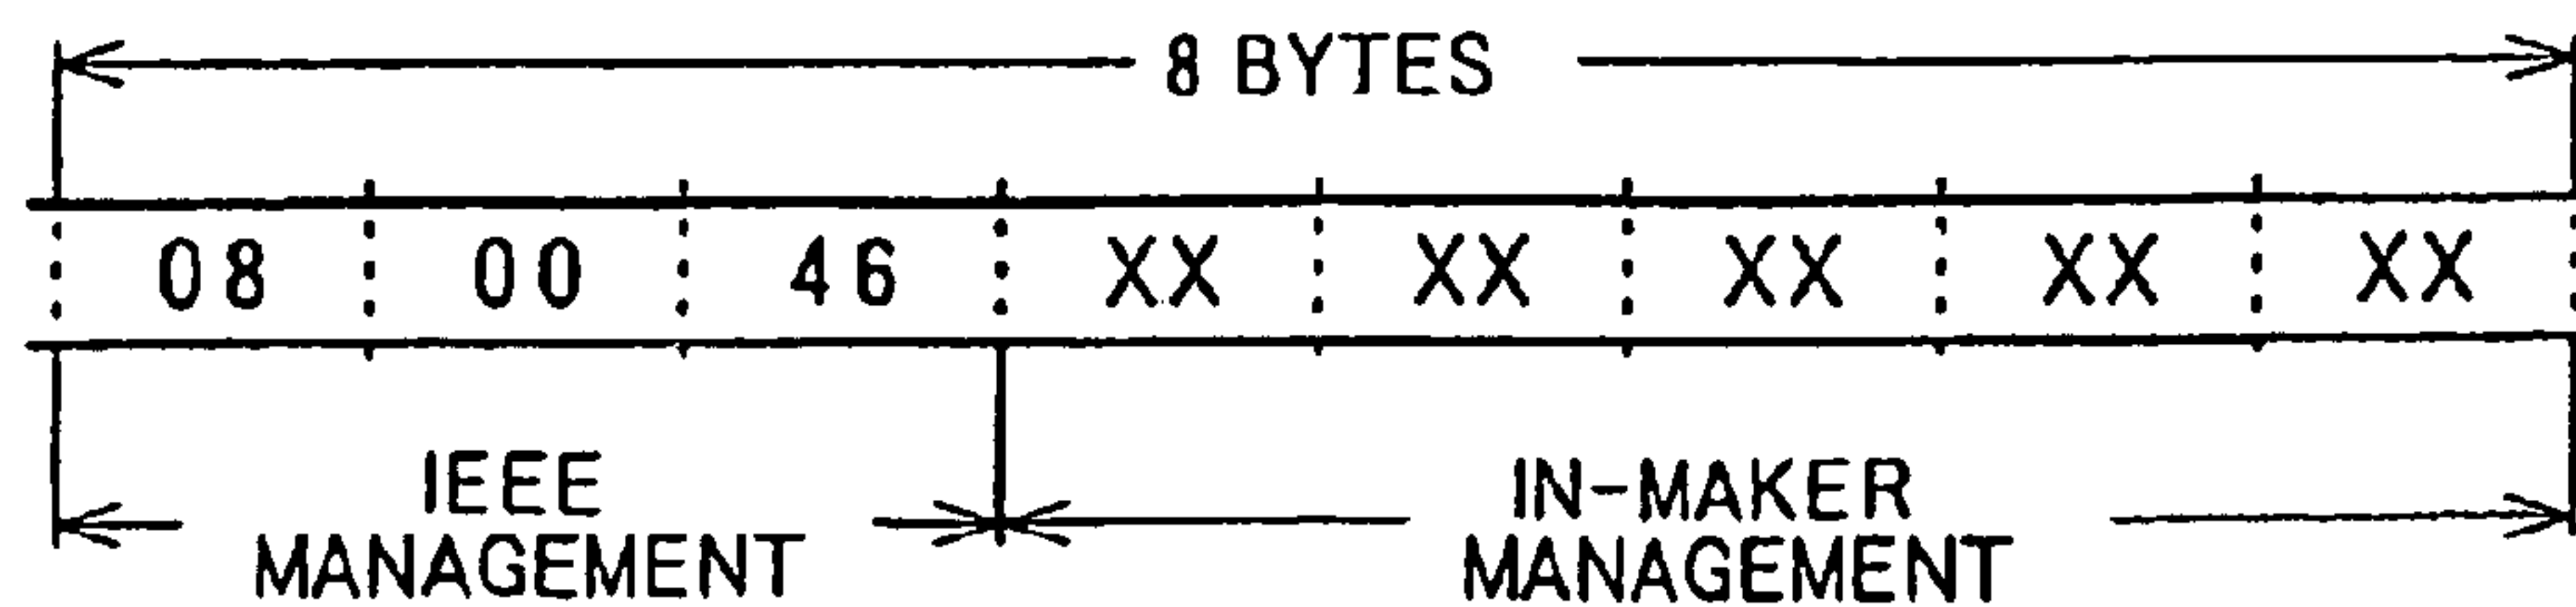 8 BYTES
08 00 46 XX XX XX XX XX
IEEE MANAGEMENT
IN-MAKER MANAGEMENT